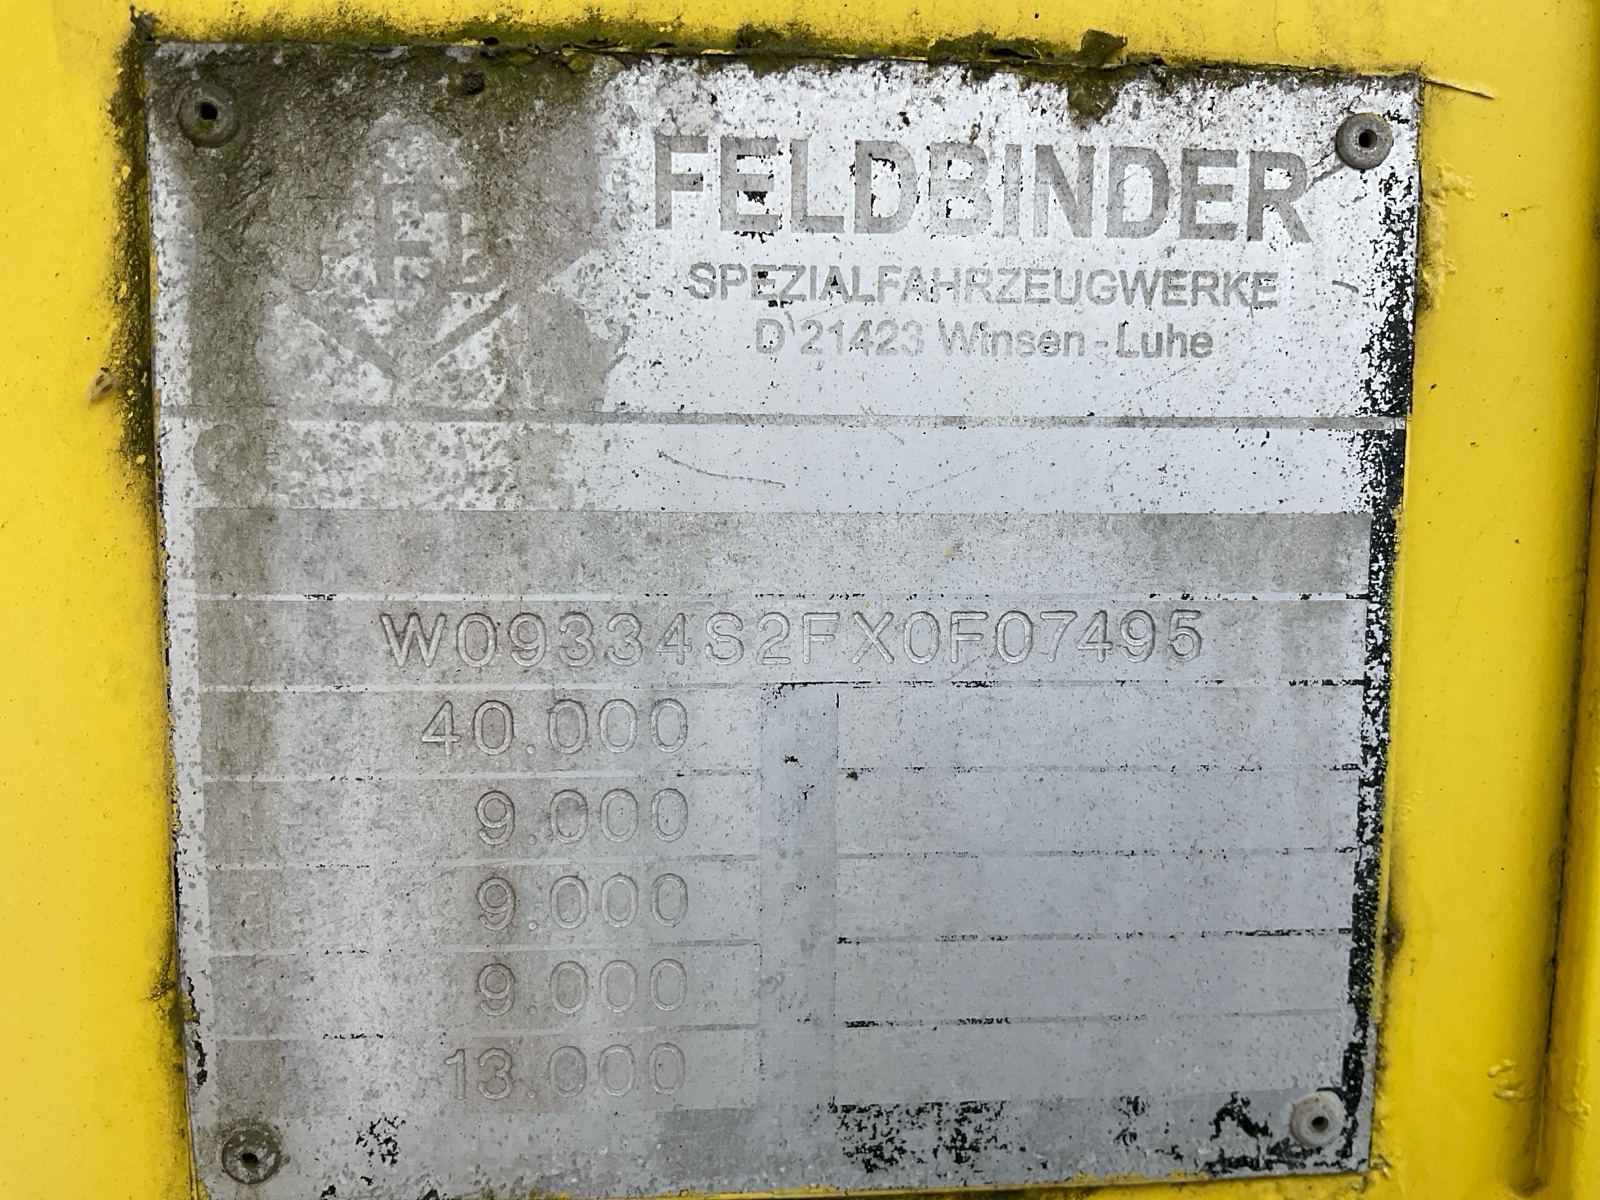 FELDBINDER
SPEZIALFAHRZEUGWERKE
D 21423 Winsen - Luhe
W09334S2FX0F07495
40.000
9.000
9.000
9.000
13.000